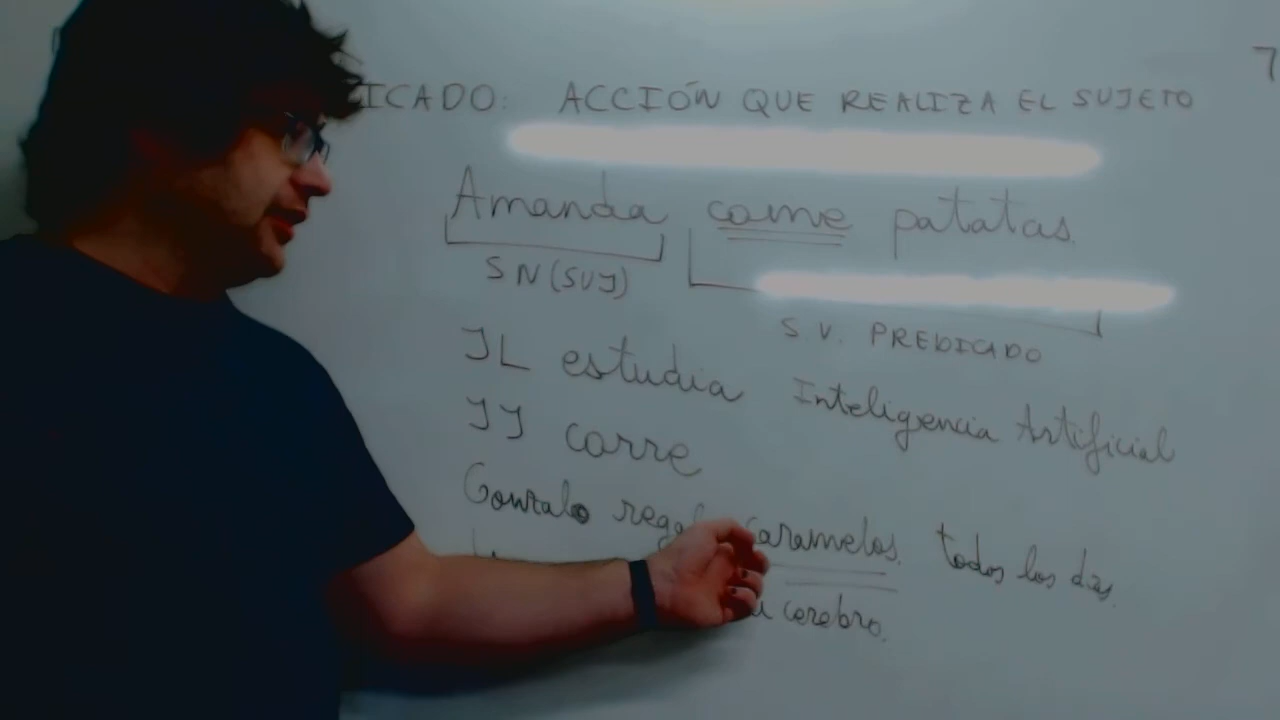 ICADO: ACCIÓN QUE REALIZA EL SUJETO
7
Amanda come patatas.
SN (SUJ)
S.V. PREDICADO
JL estudia Inteligencia Artificial
JJ corre
Gonzalo caramelos. todos los días.
cerebro.